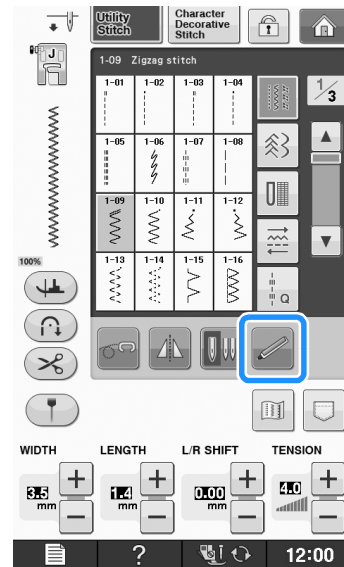 Utility
Stitch
Character
Decorative
Stitch
J
1-09 Zigzag stitch
1-01 1-02 1-03 1-04
1/3
1-05 1-06 1-07 1-08
1-09 1-10 1-11 1-12
1-13 1-14 1-15 1-16
Q
100%
WIDTH LENGTH L/R SHIFT TENSION
3.5 mm 1.4 mm 0.00 mm 4.0
+ + + +
− − − −
? 12:00